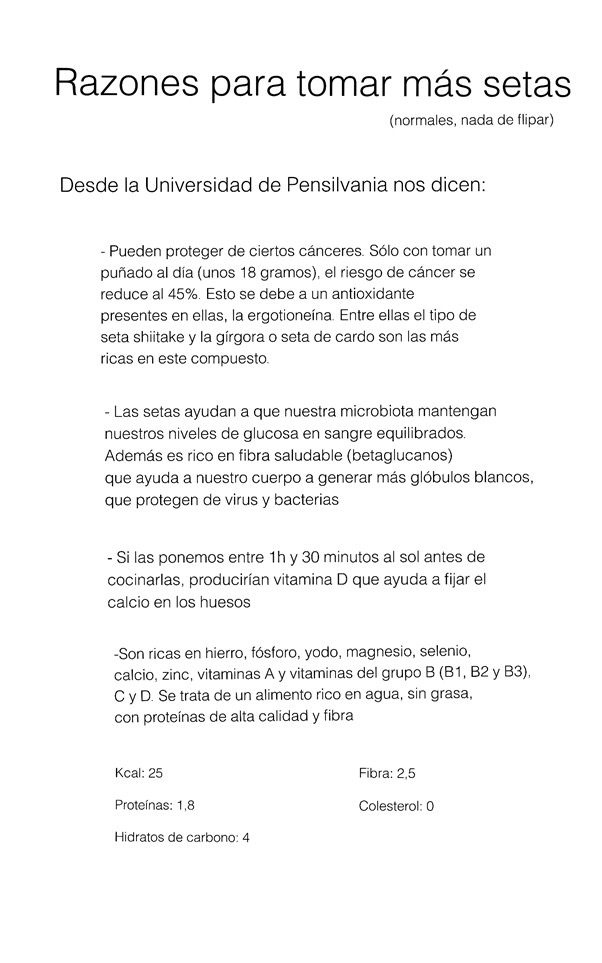 Razones para tomar más setas
(normales, nada de flipar)
Desde la Universidad de Pensilvania nos dicen:
- Pueden proteger de ciertos cánceres. Sólo con tomar un
puñado al día (unos 18 gramos), el riesgo de cáncer se
reduce al 45%. Esto se debe a un antioxidante
presentes en ellas, la ergotioneína. Entre ellas el tipo de
seta shiitake y la gírgora o seta de cardo son las más
ricas en este compuesto.
- Las setas ayudan a que nuestra microbiota mantengan
nuestros niveles de glucosa en sangre equilibrados.
Además es rico en fibra saludable (betaglucanos)
que ayuda a nuestro cuerpo a generar más glóbulos blancos,
que protegen de virus y bacterias
- Si las ponemos entre 1h y 30 minutos al sol antes de
cocinarlas, producirían vitamina D que ayuda a fijar el
calcio en los huesos
-Son ricas en hierro, fósforo, yodo, magnesio, selenio,
calcio, zinc, vitaminas A y vitaminas del grupo B (B1, B2 y B3),
C y D. Se trata de un alimento rico en agua, sin grasa,
con proteínas de alta calidad y fibra
Kcal: 25
Proteínas: 1,8
Hidratos de carbono: 4
Fibra: 2,5
Colesterol: 0